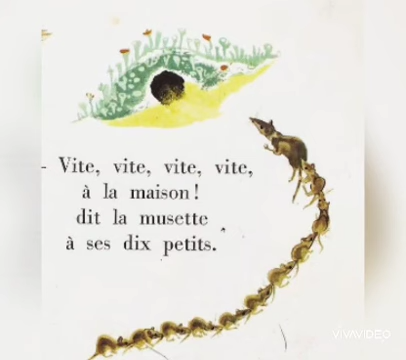 - Vite, vite, vite, vite,
à la maison !
dit la musette
à ses dix petits.
VIVAVIDEO